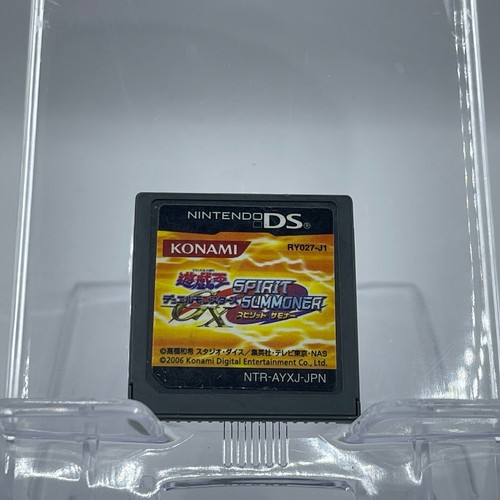 NINTENDO DS
KONAMI
RY027-J1
遊☆戯☆王
デュエルモンスターズ
GX
SPIRIT
SUMMONER
スピリット サモナー
©高橋和希 スタジオ・ダイス/集英社・テレビ東京・NAS
©2006 Konami Digital Entertainment Co., Ltd.
NTR-AYXJ-JPN